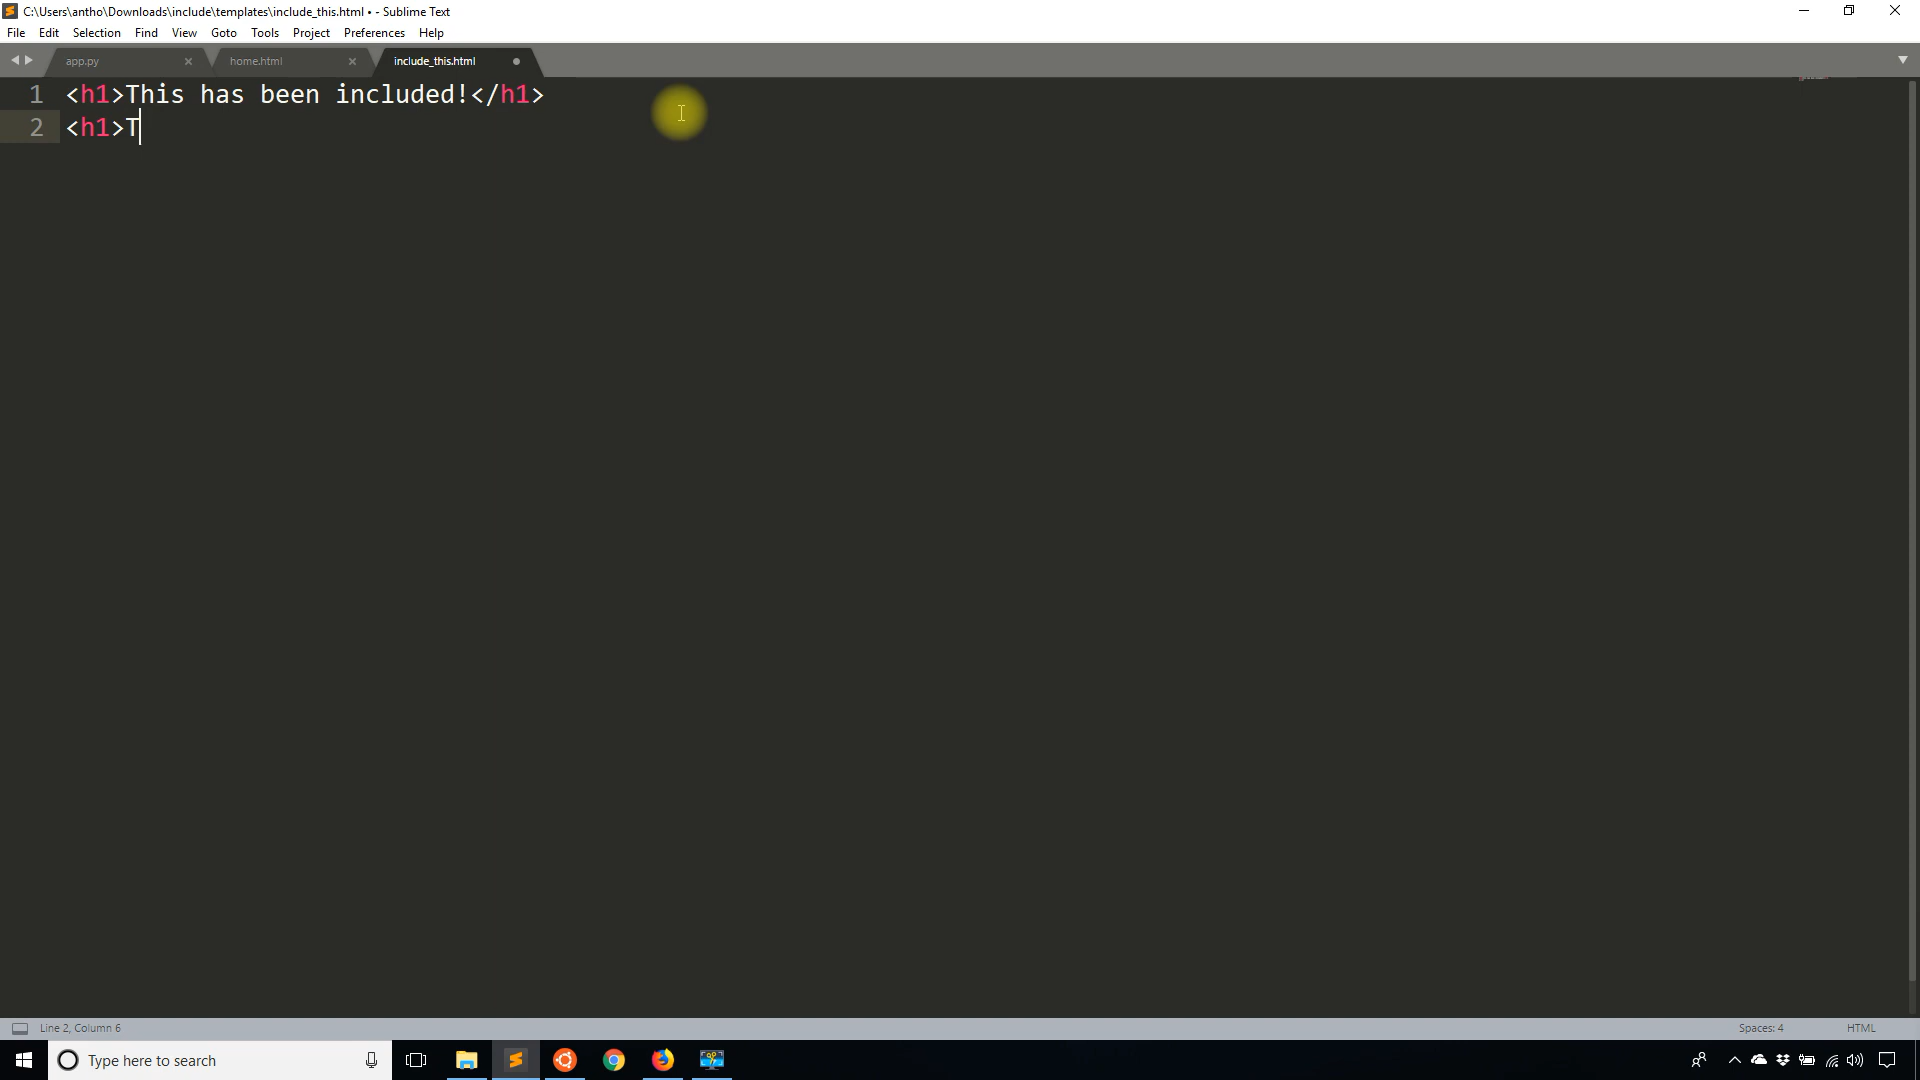 C:\Users\antho\Downloads\include\templates\include_this.html • - Sublime Text
File Edit Selection Find View Goto Tools Project Preferences Help
app.py home.html include_this.html
1 <h1>This has been included!</h1>
2 <h1>T
Line 2, Column 6 Spaces: 4 HTML
Type here to search